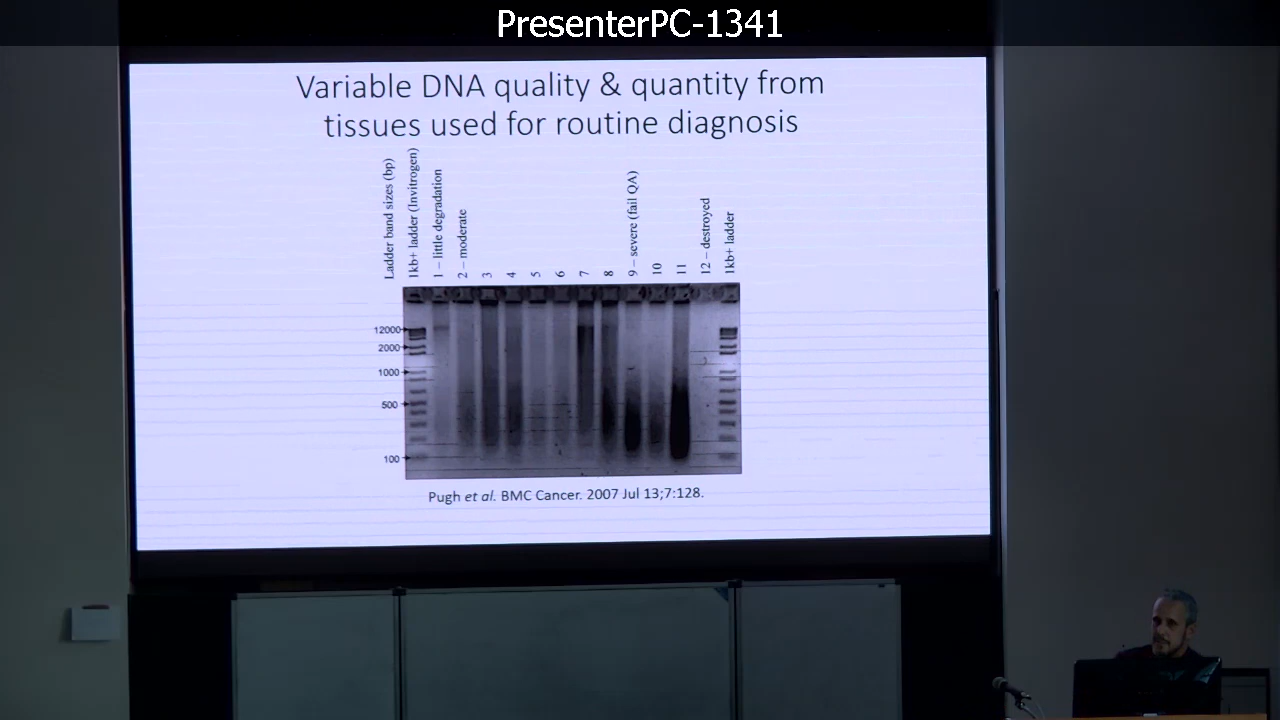 PresenterPC-1341
Variable DNA quality & quantity from
tissues used for routine diagnosis
Ladder band sizes (bp)
1kb+ ladder (Invitrogen)
1 – little degradation
2 – moderate
3
4
5
6
7
8
9 – severe (fail QA)
10
11
12 – destroyed
1kb+ ladder
12000
2000
1000
500
100
Pugh et al. BMC Cancer. 2007 Jul 13;7:128.